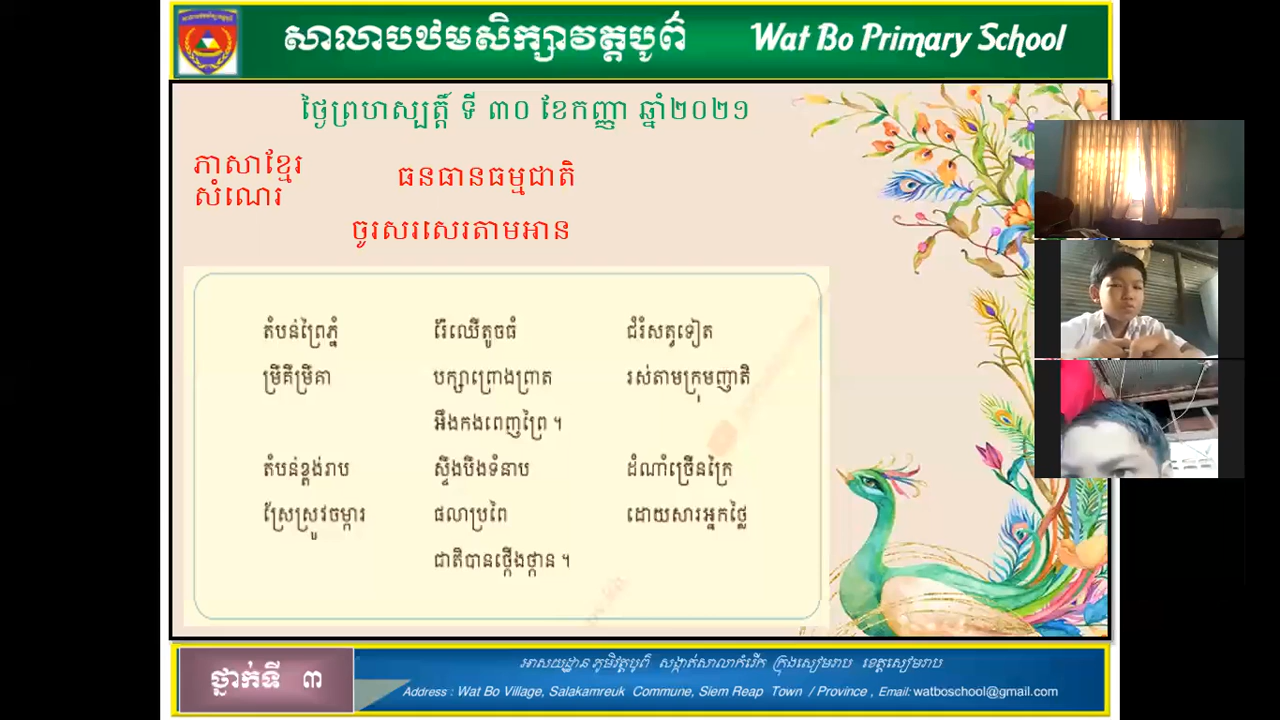 សាលាបឋមសិក្សាវត្តបូព៌ Wat Bo Primary School
ថ្ងៃព្រហស្បត្តិ៍ ទី ៣០ ខែកញ្ញា ឆ្នាំ២០២១
ភាសាខ្មែរ
សំណេរ
ធនធានធម្មជាតិ
ចូរសរសេរតាមអាន
តំបន់ព្រៃភ្នំ រីឯឈើតូចធំ ជំរំសត្វទៀត
ម្រឹគីម្រឹគា បក្សាព្រោងព្រាត រស់តាមក្រុមញាតិ
អឹងកងពេញព្រៃ ។
តំបន់ខ្ពង់រាប ស្ទឹងបឹងទំនាប ដំណាំច្រើនក្រៃ
ស្រែស្រូវចម្ការ ផលាប្រពៃ ដោយសារអ្នកថ្លៃ
ជាតិបានថ្កើងថ្កាន ។
ថ្នាក់ទី ៣
អាសយដ្ឋាន ភូមិវត្តបូព៌ សង្កាត់សាលាកំរើក ក្រុងសៀមរាប ខេត្តសៀមរាប
Address : Wat Bo Village, Salakamreuk Commune, Siem Reap Town / Province , Email: watboschool@gmail.com